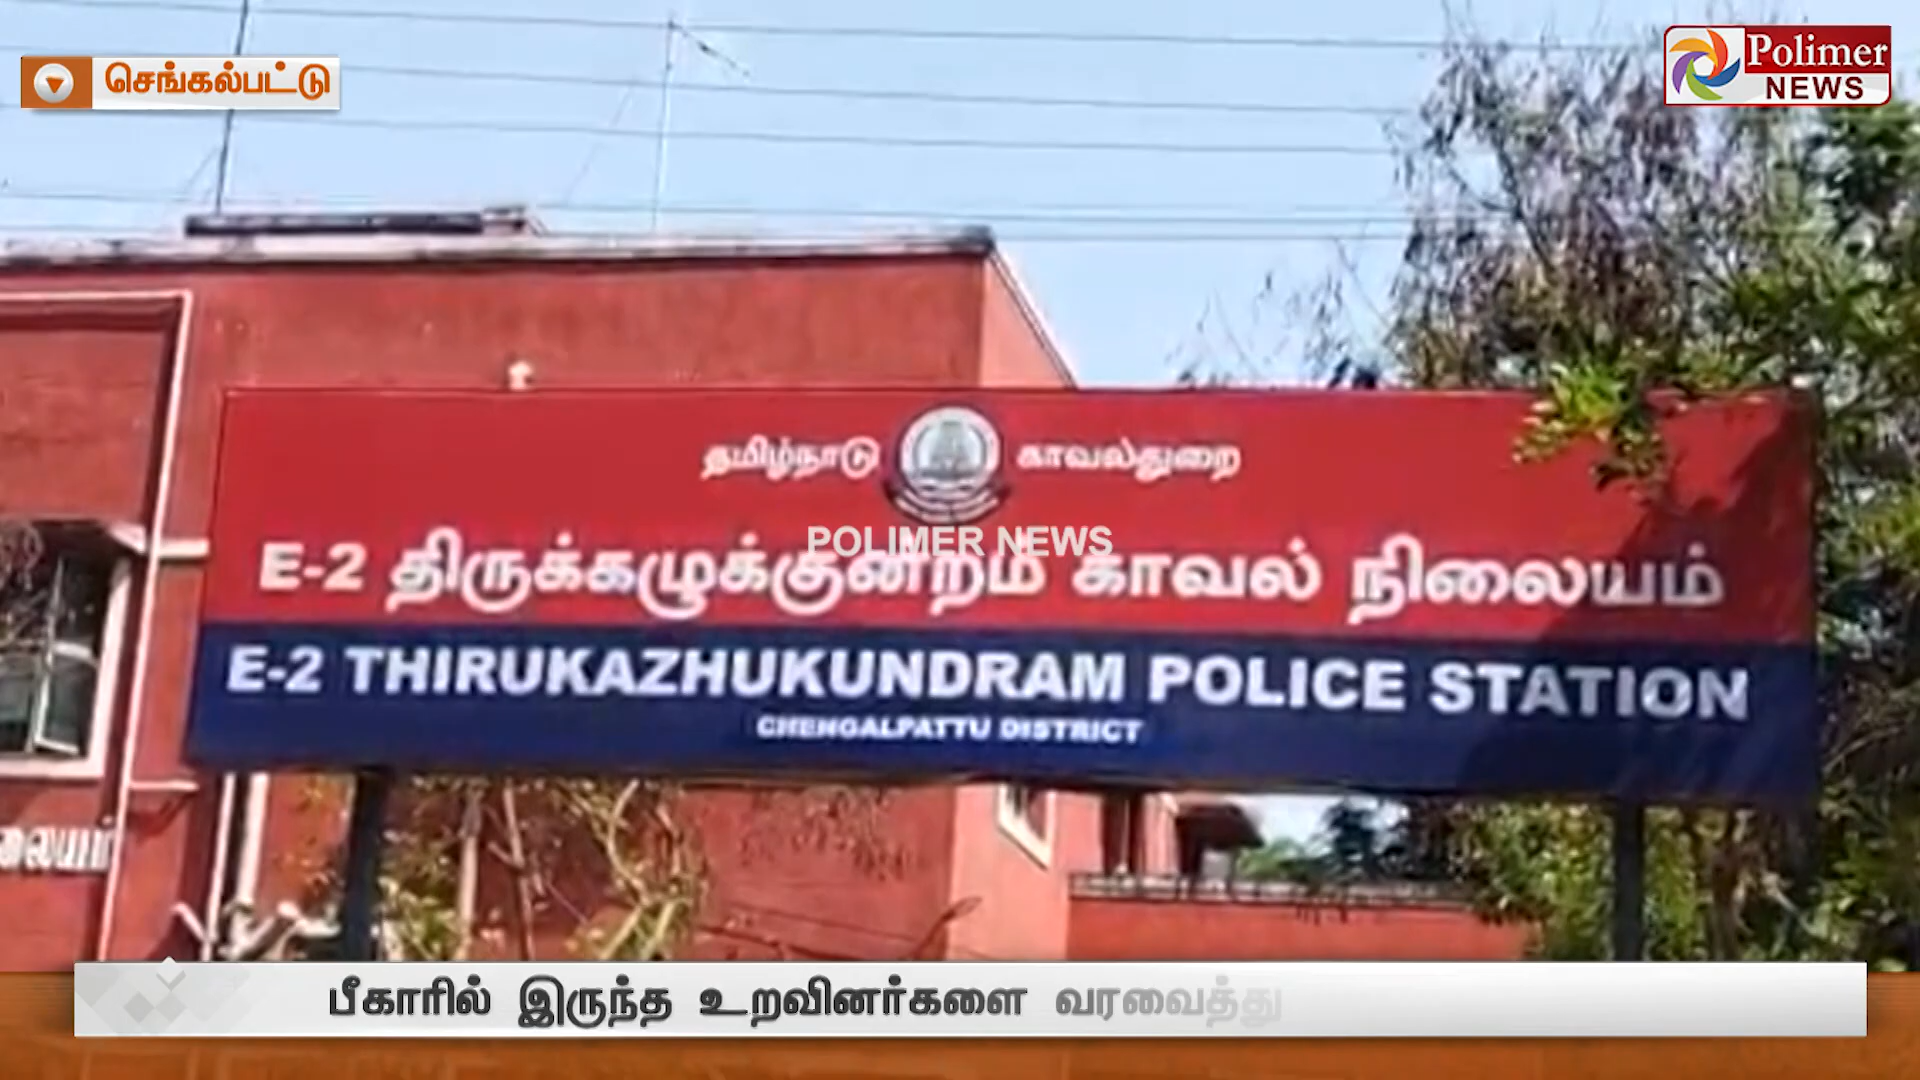 செங்கல்பட்டு
Polimer
NEWS
தமிழ்நாடு காவல்துறை
POLIMER NEWS
E-2 திருக்கழுக்குன்றம் காவல் நிலையம்
E-2 THIRUKAZHUKUNDRAM POLICE STATION
CHENGALPATTU DISTRICT
பீகாரில் இருந்த உறவினர்களை வரவைத்து